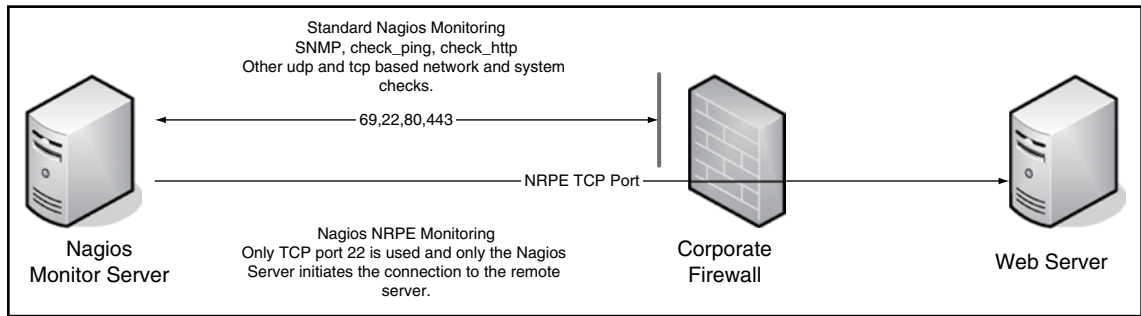 Standard Nagios Monitoring
SNMP, check_ping, check_http
Other udp and tcp based network and system
checks.
69,22,80,443
NRPE TCP Port
Nagios NRPE Monitoring
Only TCP port 22 is used and only the Nagios
Server initiates the connection to the remote
server.
Nagios
Monitor Server
Corporate
Firewall
Web Server